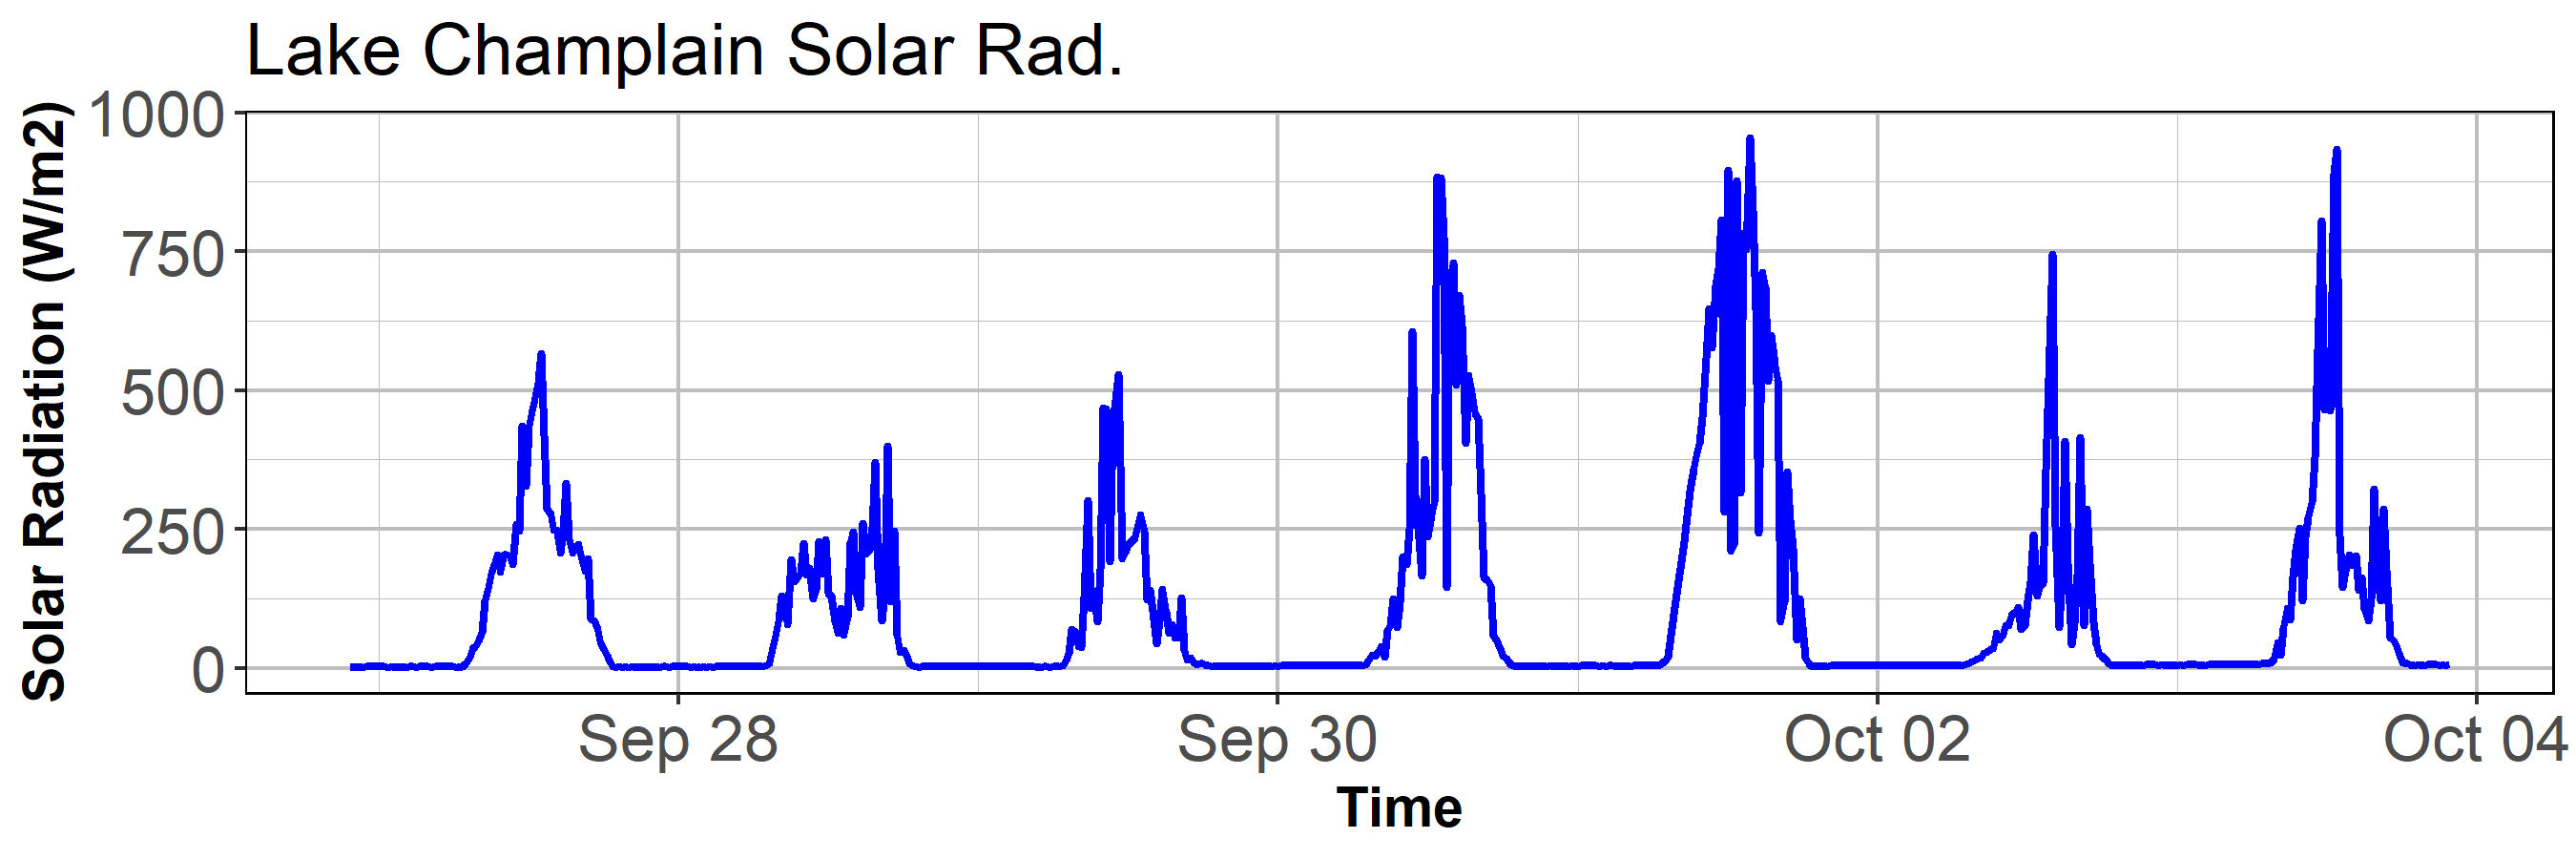 Lake Champlain Solar Rad.
Solar Radiation (W/m2)
1000
750
500
250
0
Sep 28
Sep 30
Oct 02
Oct 04
Time